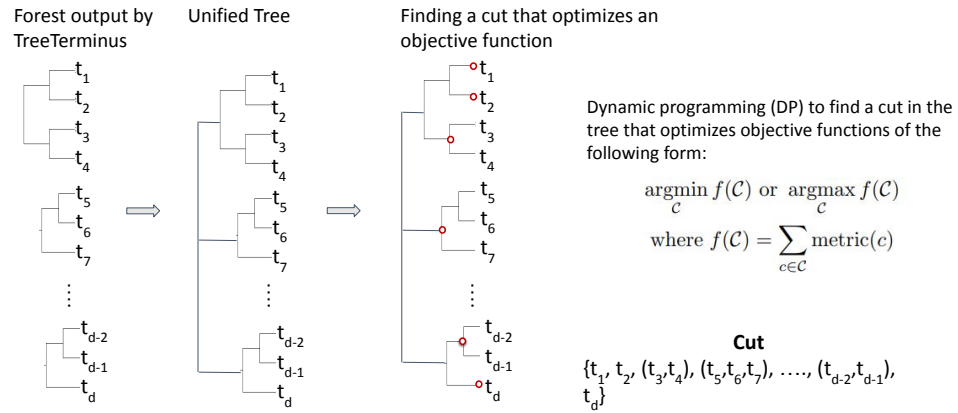 Forest output by
TreeTerminus
t1
t2
t3
t4
t5
t6
t7
⋮
td-2
td-1
td
Unified Tree
t1
t2
t3
t4
t5
t6
t7
⋮
td-2
td-1
td
Finding a cut that optimizes an
objective function
t1
t2
t3
t4
t5
t6
t7
⋮
td-2
td-1
td
Dynamic programming (DP) to find a cut in the
tree that optimizes objective functions of the
following form:
argmin f(𝒞) or argmax f(𝒞)
𝒞 𝒞
where f(𝒞) = ∑ metric(c)
c∈𝒞
Cut
{t1, t2, (t3,t4), (t5,t6,t7), ...., (td-2,td-1),
td}